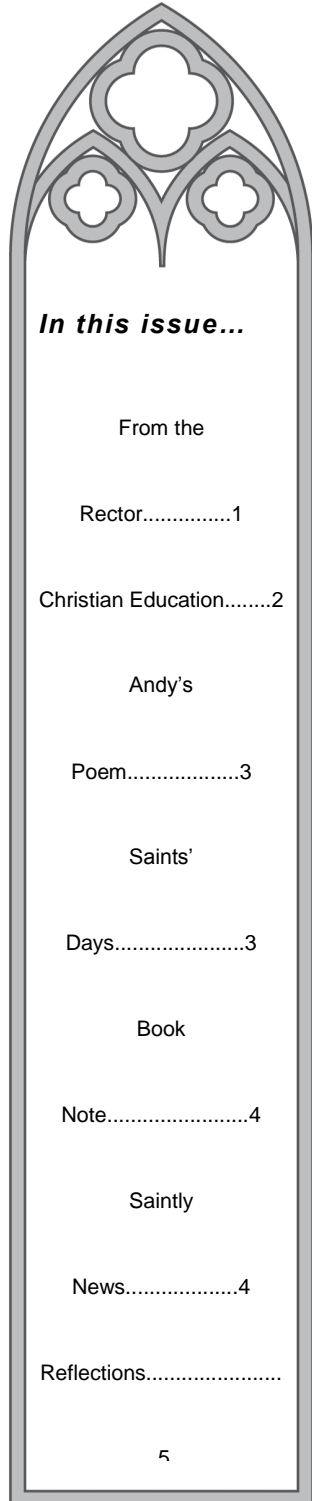 In this issue...
From the
Rector...............1
Christian Education........2
Andy’s
Poem...................3
Saints’
Days......................3
Book
Note........................4
Saintly
News...................4
Reflections.......................
5